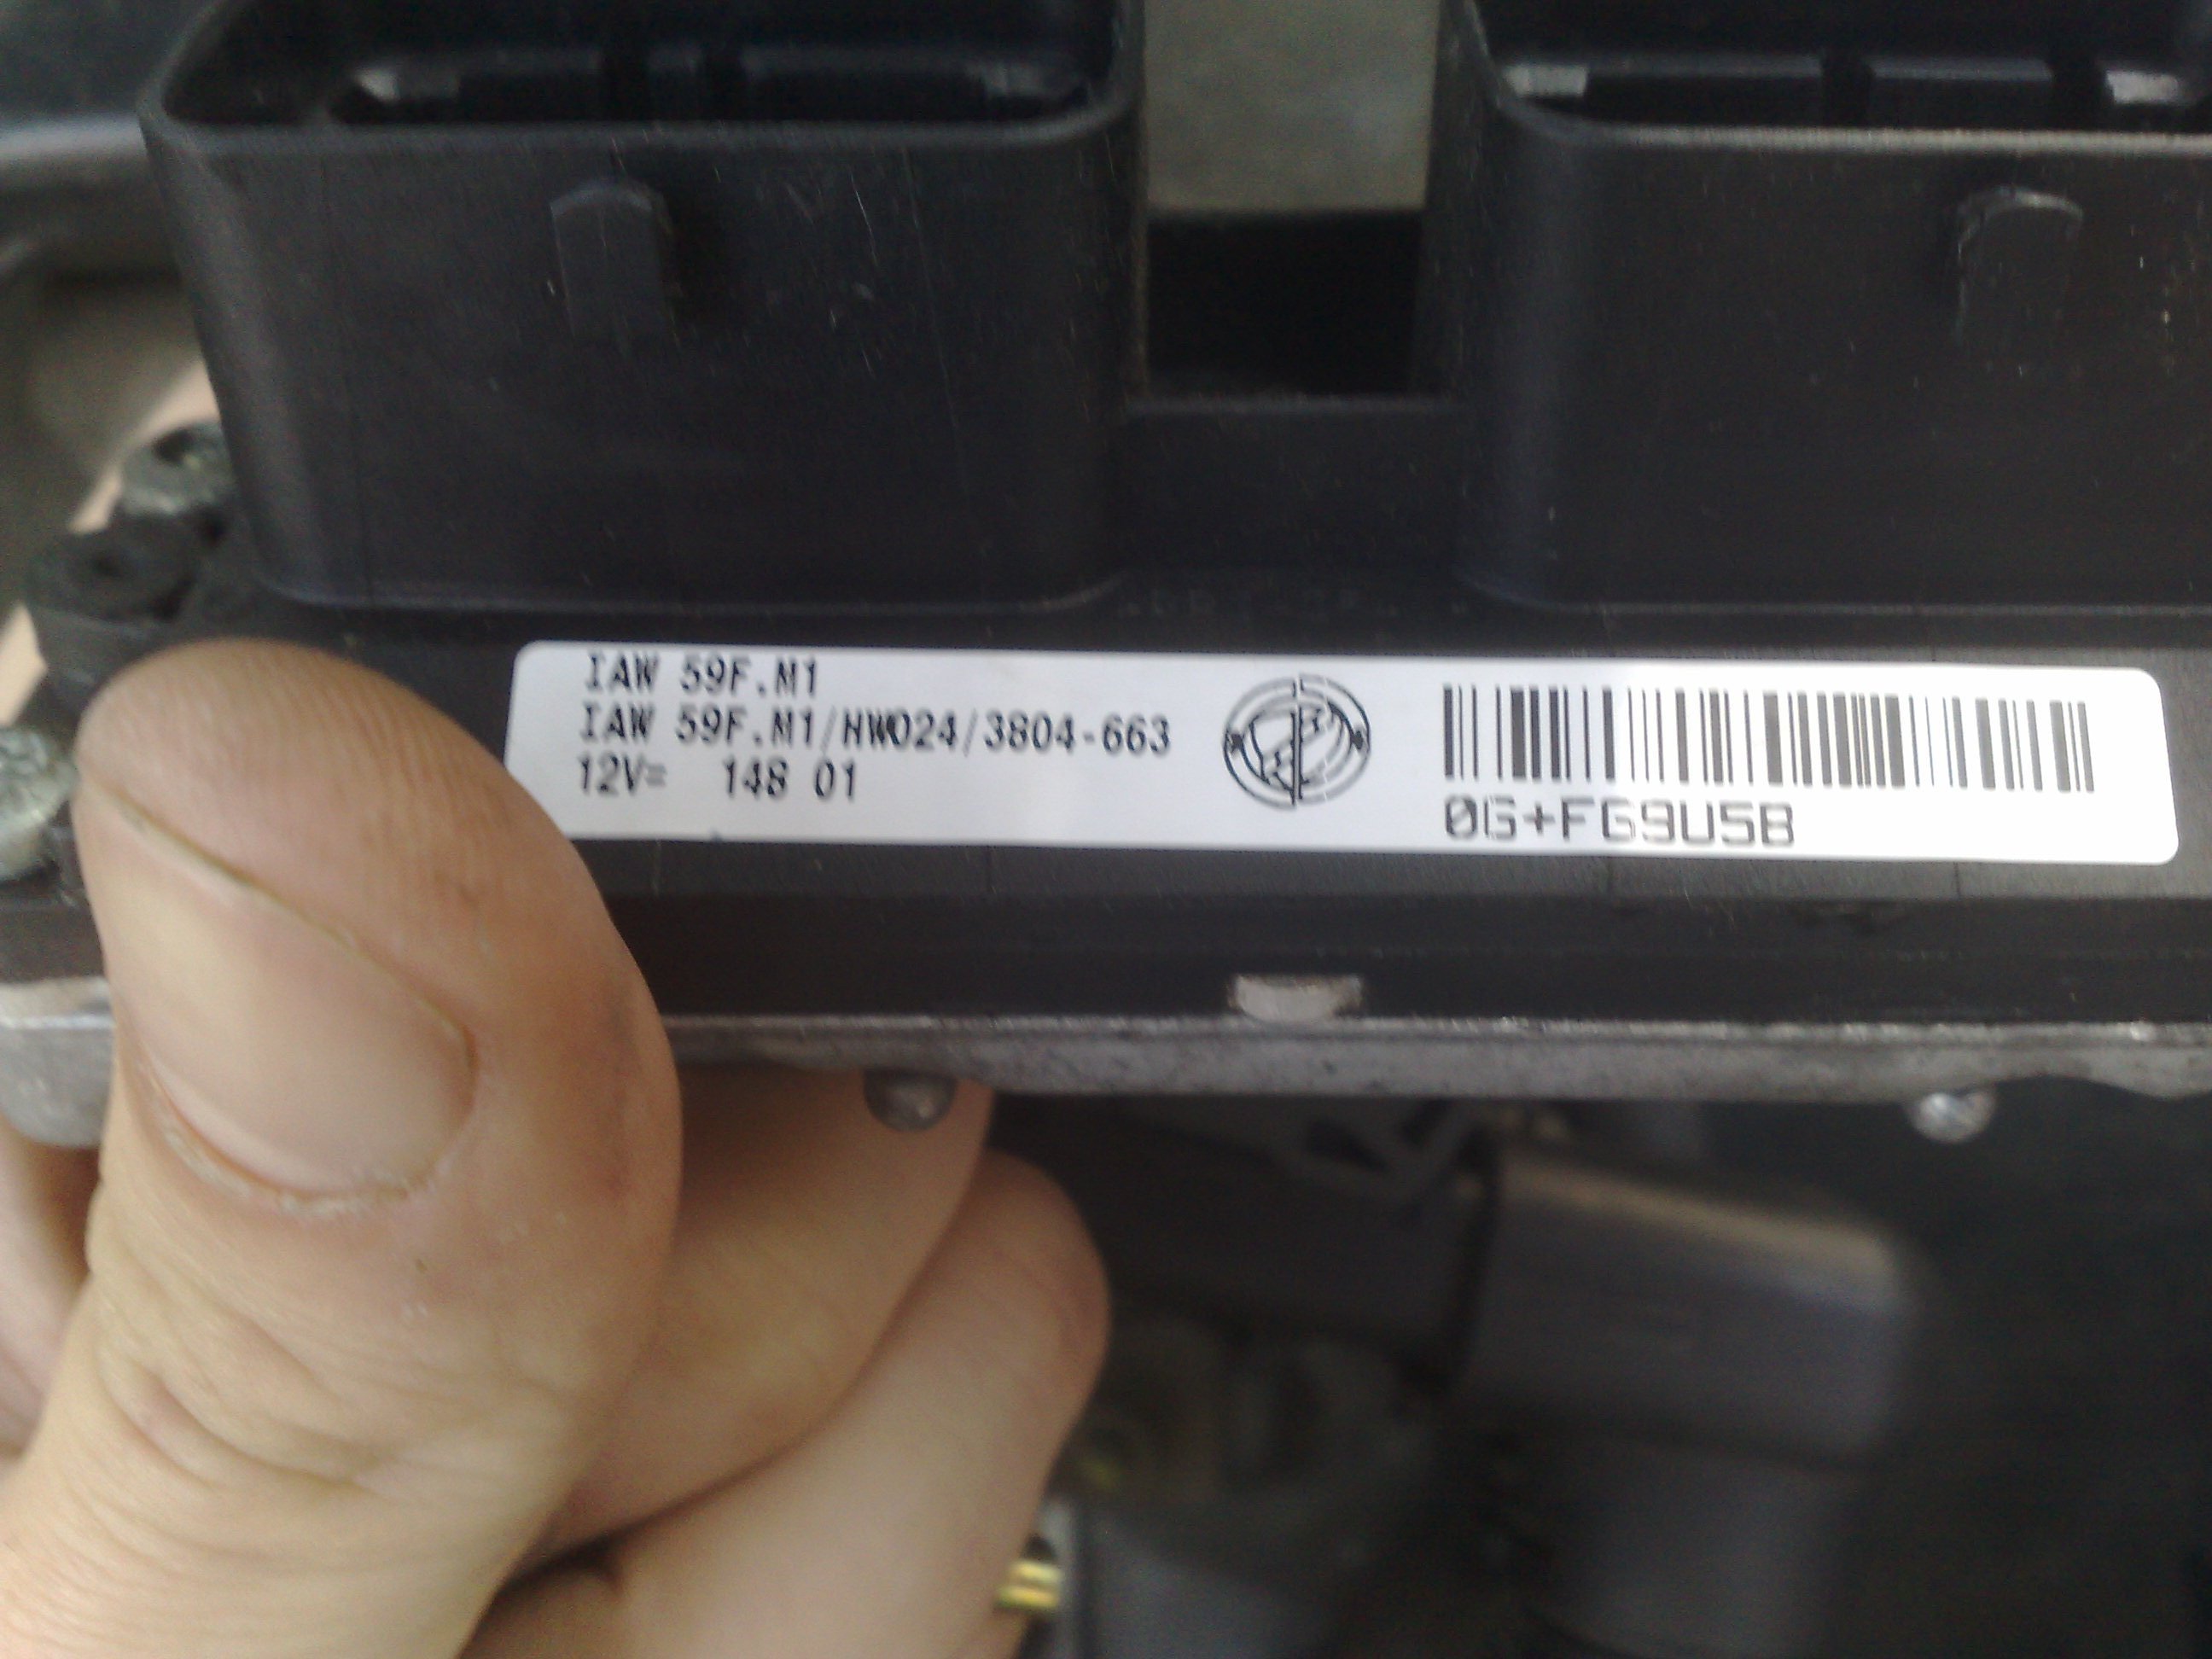 IAW 59F.M1
IAW 59F.M1/HW024/3804-663
12V= 148 01
0G+FG9U5B